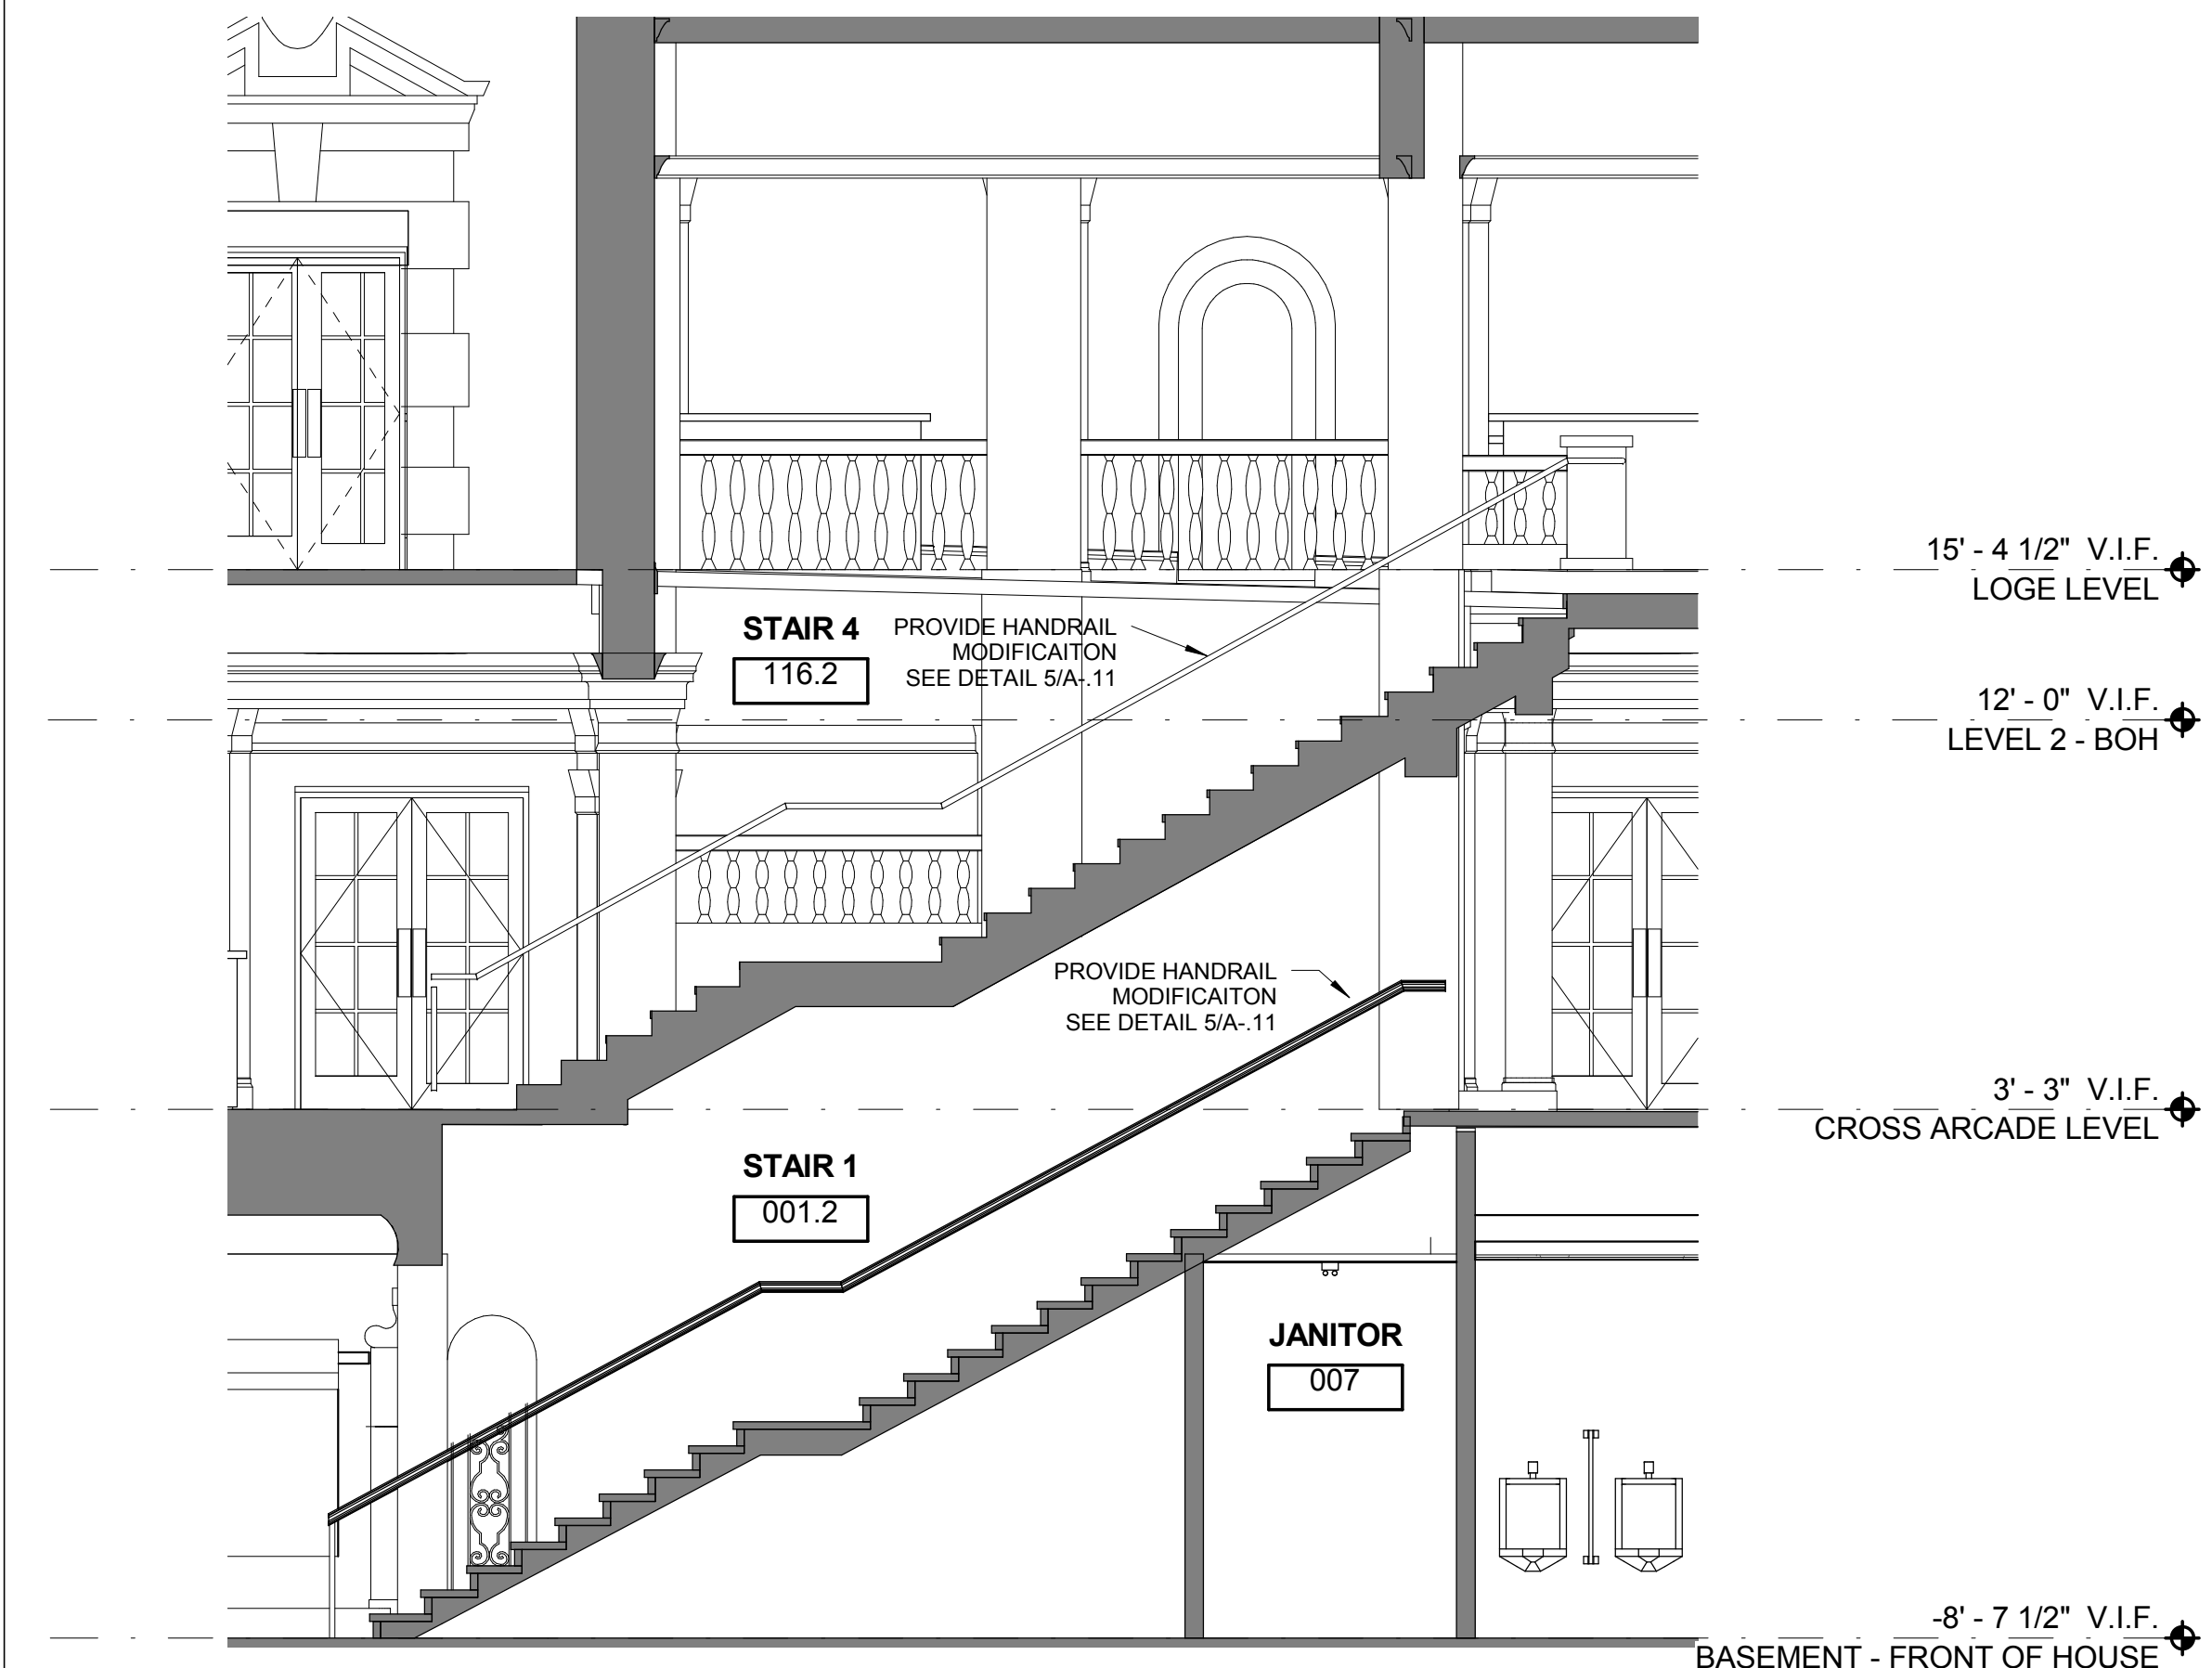 15' - 4 1/2" V.I.F.
LOGE LEVEL
STAIR 4
116.2
PROVIDE HANDRAIL
MODIFICAITON
SEE DETAIL 5/A-.11
12' - 0" V.I.F.
LEVEL 2 - BOH
PROVIDE HANDRAIL
MODIFICAITON
SEE DETAIL 5/A-.11
3' - 3" V.I.F.
CROSS ARCADE LEVEL
STAIR 1
001.2
JANITOR
007
-8' - 7 1/2" V.I.F.
BASEMENT - FRONT OF HOUSE